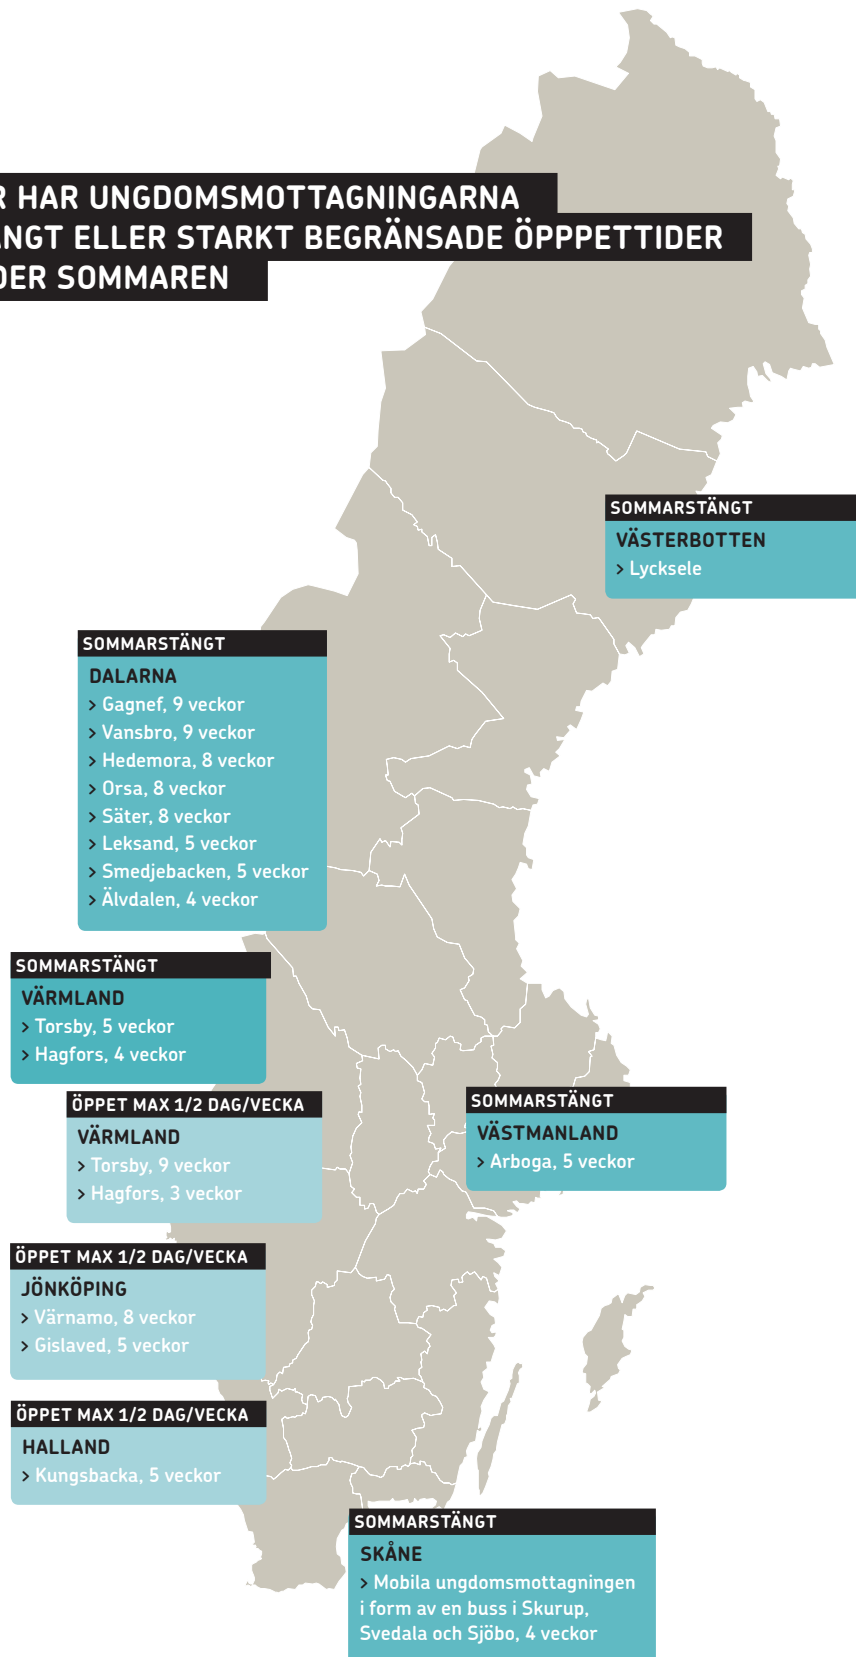 R HAR UNGDOMSMOTTAGNINGARNA
NGT ELLER STARKT BEGRÄNSADE ÖPPPETTIDER
DER SOMMAREN
SOMMARSTÄNGT
VÄSTERBOTTEN
> Lycksele
SOMMARSTÄNGT
DALARNA
> Gagnef, 9 veckor
> Vansbro, 9 veckor
> Hedemora, 8 veckor
> Orsa, 8 veckor
> Säter, 8 veckor
> Leksand, 5 veckor
> Smedjebacken, 5 veckor
> Älvdalen, 4 veckor
SOMMARSTÄNGT
VÄRMLAND
> Torsby, 5 veckor
> Hagfors, 4 veckor
ÖPPET MAX 1/2 DAG/VECKA
VÄRMLAND
> Torsby, 9 veckor
> Hagfors, 3 veckor
SOMMARSTÄNGT
VÄSTMANLAND
> Arboga, 5 veckor
ÖPPET MAX 1/2 DAG/VECKA
JÖNKÖPING
> Värnamo, 8 veckor
> Gislaved, 5 veckor
ÖPPET MAX 1/2 DAG/VECKA
HALLAND
> Kungsbacka, 5 veckor
SOMMARSTÄNGT
SKÅNE
> Mobila ungdomsmottagningen
i form av en buss i Skurup,
Svedala och Sjöbo, 4 veckor